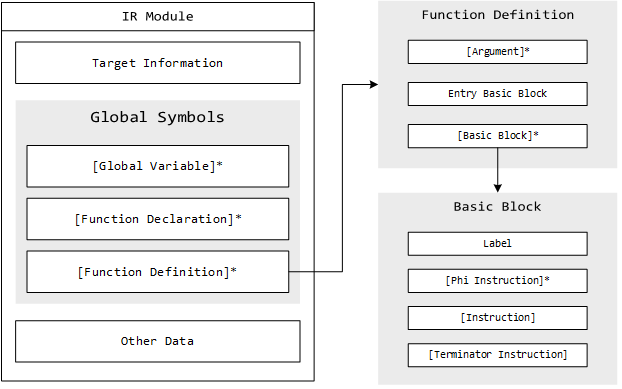 IR Module
Target Information
Global Symbols
[Global Variable]*
[Function Declaration]*
[Function Definition]*
Other Data
Function Definition
[Argument]*
Entry Basic Block
[Basic Block]*
Basic Block
Label
[Phi Instruction]*
[Instruction]
[Terminator Instruction]